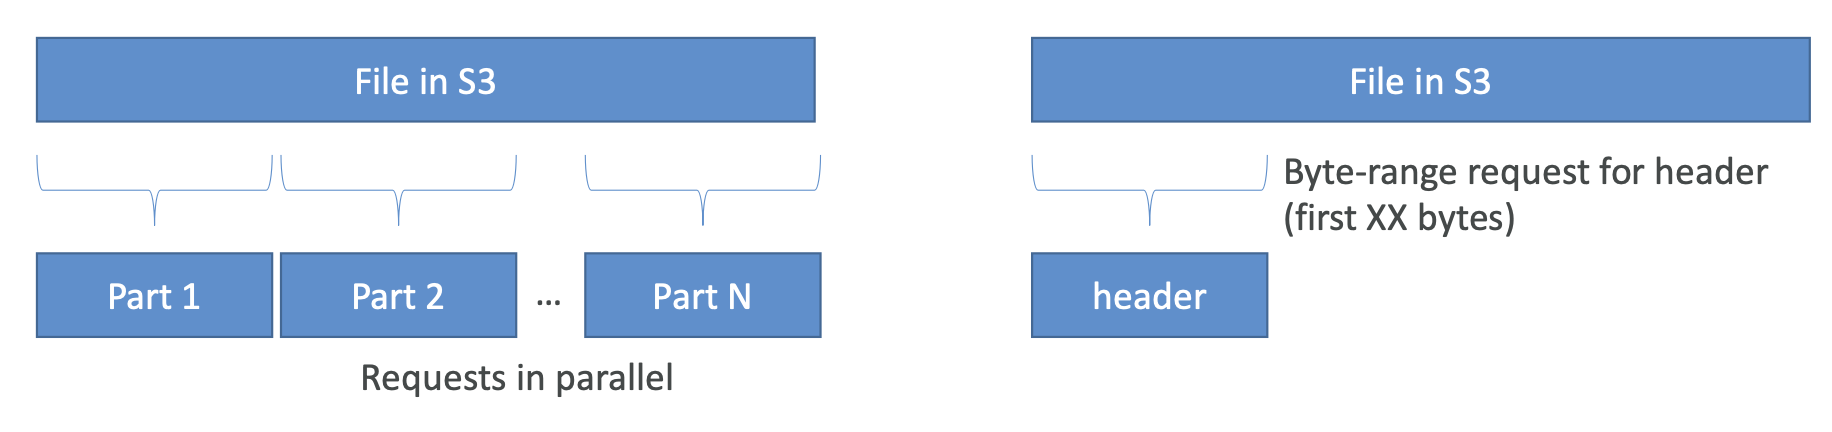 File in S3
Part 1
Part 2
...
Part N
Requests in parallel
File in S3
Byte-range request for header
(first XX bytes)
header